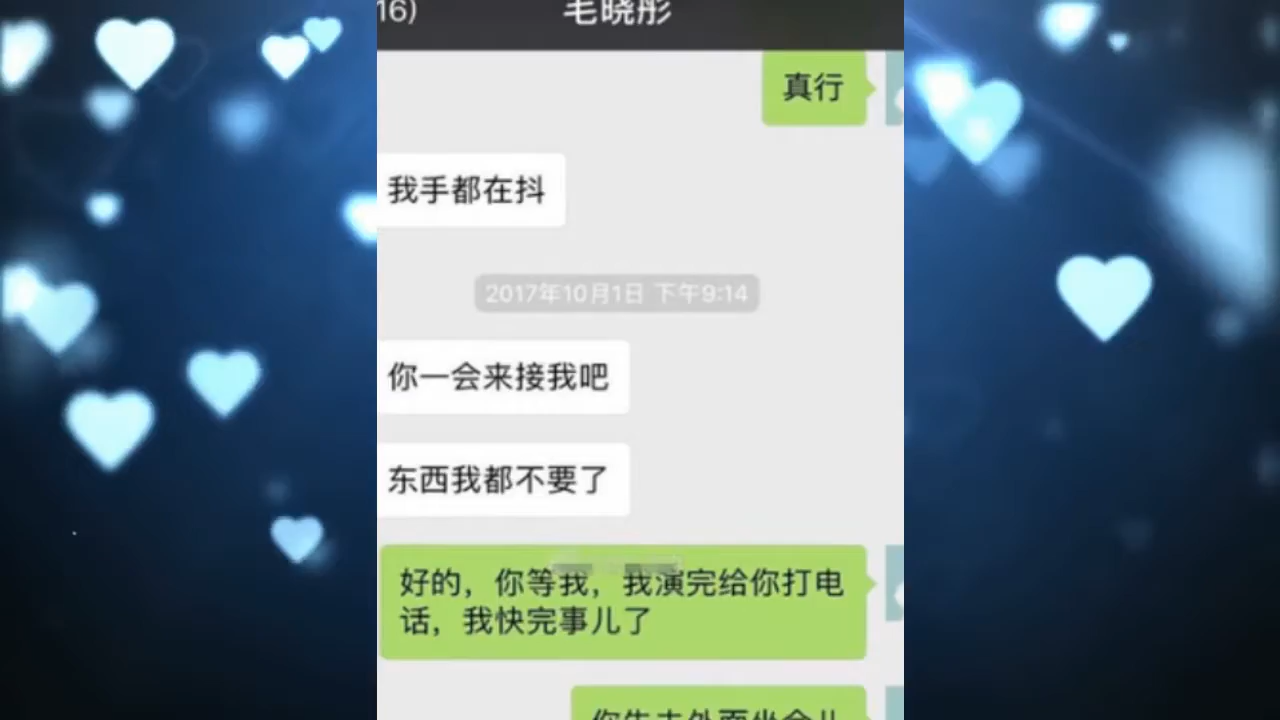 16)
毛晓彤
真行
我手都在抖
2017年10月1日 下午9:14
你一会来接我吧
东西我都不要了
好的，你等我，我演完给你打电
话，我快完事儿了